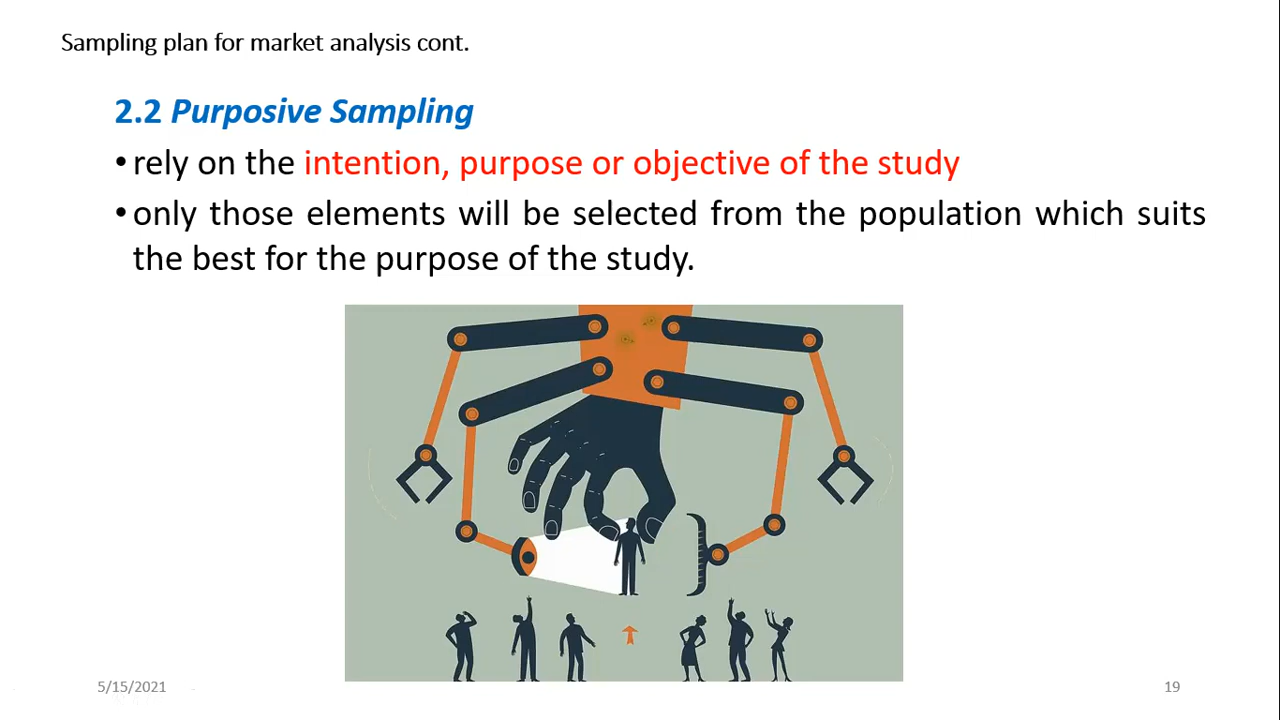 Sampling plan for market analysis cont.
2.2 Purposive Sampling
•rely on the intention, purpose or objective of the study
•only those elements will be selected from the population which suits
the best for the purpose of the study.
5/15/2021
19